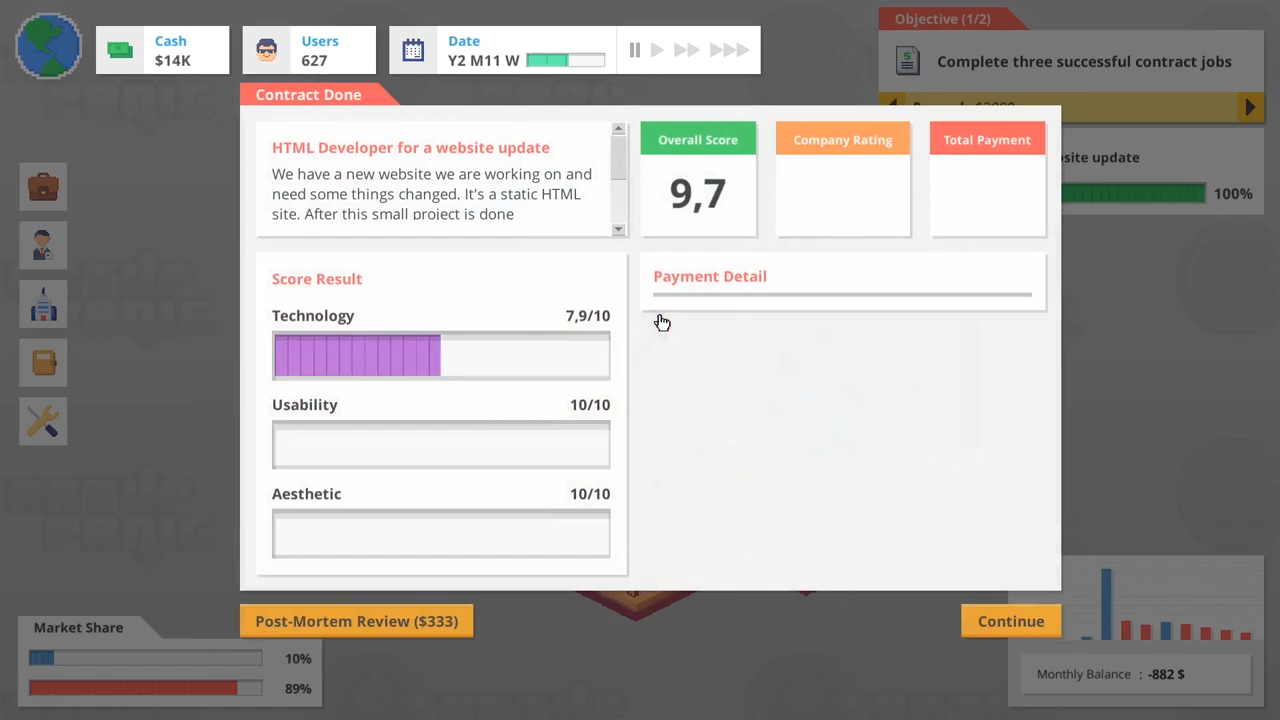 Cash
$14K
Users
627
Date
Y2 M11 W
Objective (1/2)
Complete three successful contract jobs
Contract Done
HTML Developer for a website update
We have a new website we are working on and
need some things changed. It's a static HTML
site. After this small project is done
Overall Score
9,7
Company Rating
Total Payment
site update
100%
Score Result
Technology 7,9/10
Usability 10/10
Aesthetic 10/10
Payment Detail
Post-Mortem Review ($333)
Continue
Market Share
10%
89%
Monthly Balance : -882 $